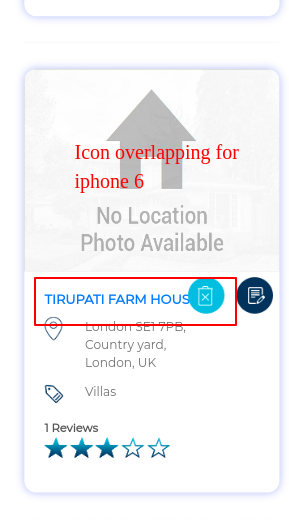 Icon overlapping for
iphone 6
No Location
Photo Available
TIRUPATI FARM HOUS
London SE1 7PB,
Country yard,
London, UK
Villas
1 Reviews